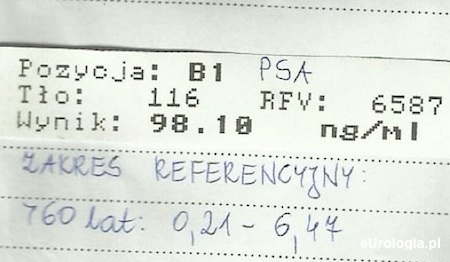 Pozycja: B1 PSA
Tło: 116 RFV: 6587
Wynik: 98.10 ng/ml
ZAKRES REFERENCYJNY:
>60 lat: 0,21 - 6,47
eUrologia.pl